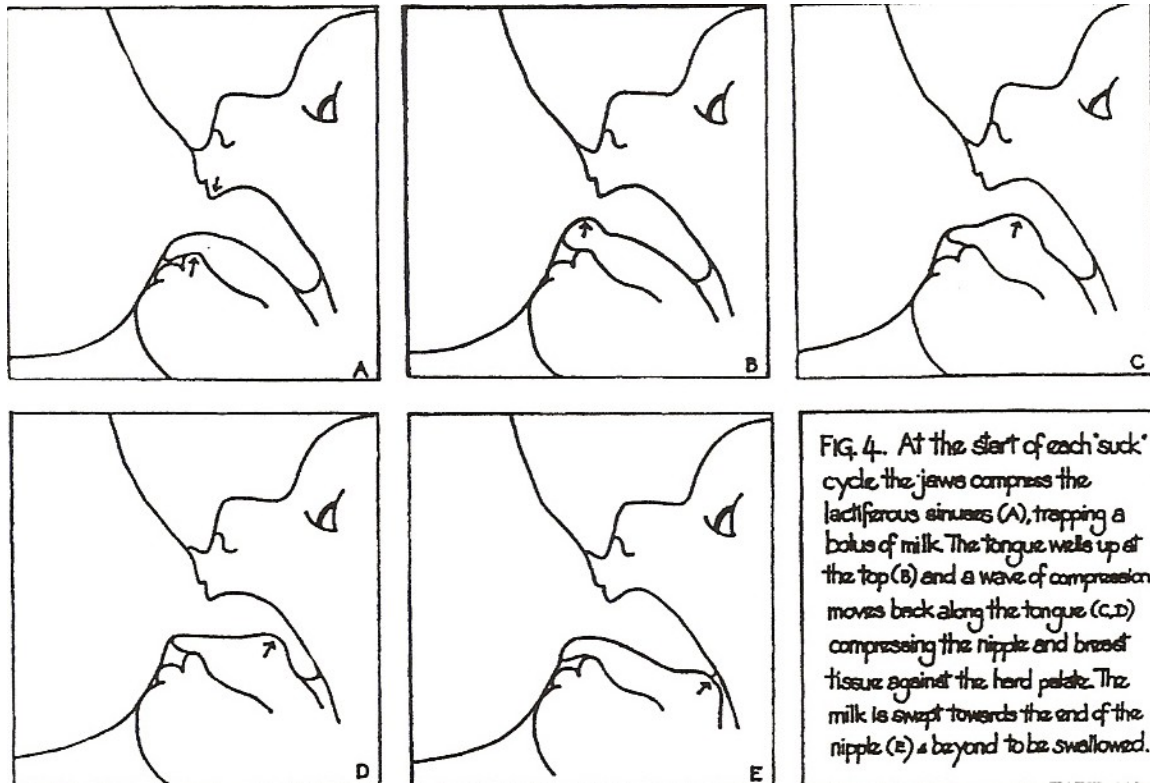 A
B
C
D
E
FIG. 4. At the start of each "suck"
cycle the jaws compress the
lactiferous sinuses (A), trapping a
bolus of milk. The tongue wells up at
the top (B) and a wave of compression
moves back along the tongue (C,D)
compressing the nipple and breast
tissue against the hard palate. The
milk is swept towards the end of the
nipple (E) & beyond to be swallowed.